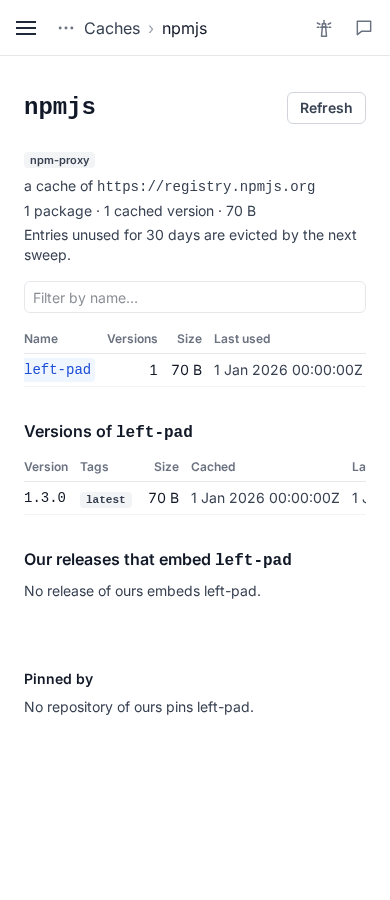 ··· Caches › npmjs
npmjs
Refresh
npm-proxy
a cache of https://registry.npmjs.org
1 package · 1 cached version · 70 B
Entries unused for 30 days are evicted by the next
sweep.
Filter by name...
Name Versions Size Last used
left-pad 1 70 B 1 Jan 2026 00:00:00Z
Versions of left-pad
Version Tags Size Cached La
1.3.0 latest 70 B 1 Jan 2026 00:00:00Z 1
Our releases that embed left-pad
No release of ours embeds left-pad.
Pinned by
No repository of ours pins left-pad.